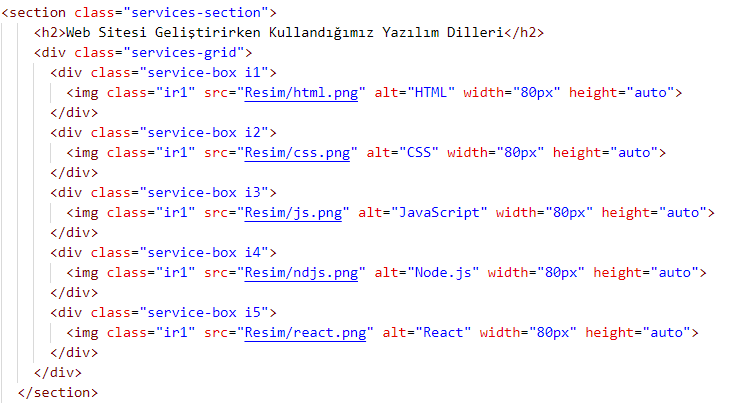 <section class="services-section">
<h2>Web Sitesi Geliştirirken Kullandığımız Yazılım Dilleri</h2>
<div class="services-grid">
<div class="service-box i1">
<img class="ir1" src="Resim/html.png" alt="HTML" width="80px" height="auto">
</div>
<div class="service-box i2">
<img class="ir1" src="Resim/css.png" alt="CSS" width="80px" height="auto">
</div>
<div class="service-box i3">
<img class="ir1" src="Resim/js.png" alt="JavaScript" width="80px" height="auto">
</div>
<div class="service-box i4">
<img class="ir1" src="Resim/ndjs.png" alt="Node.js" width="80px" height="auto">
</div>
<div class="service-box i5">
<img class="ir1" src="Resim/react.png" alt="React" width="80px" height="auto">
</div>
</div>
</section>